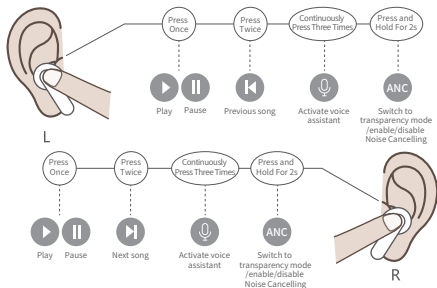 Press Once
Press Twice
Continuously Press Three Times
Press and Hold For 2s
ANC
Play
Pause
Previous song
Activate voice assistant
Switch to transparency mode /enable/disable Noise Cancelling
L
Press Once
Press Twice
Continuously Press Three Times
Press and Hold For 2s
ANC
Play
Pause
Next song
Activate voice assistant
Switch to transparency mode /enable/disable Noise Cancelling
R